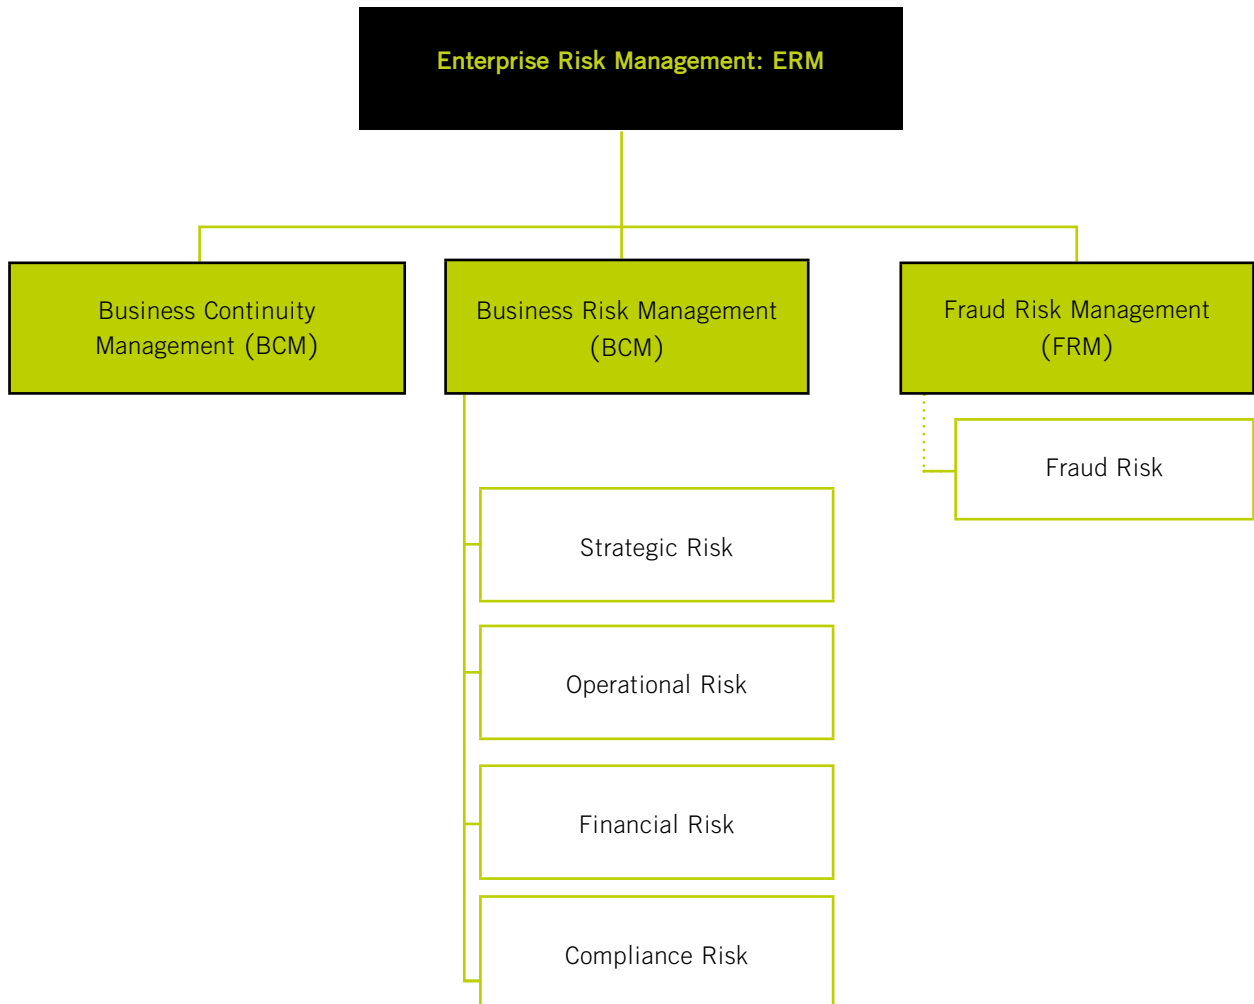 Enterprise Risk Management: ERM
Business Continuity
Management (BCM)
Business Risk Management
(BCM)
Fraud Risk Management
(FRM)
Fraud Risk
Strategic Risk
Operational Risk
Financial Risk
Compliance Risk